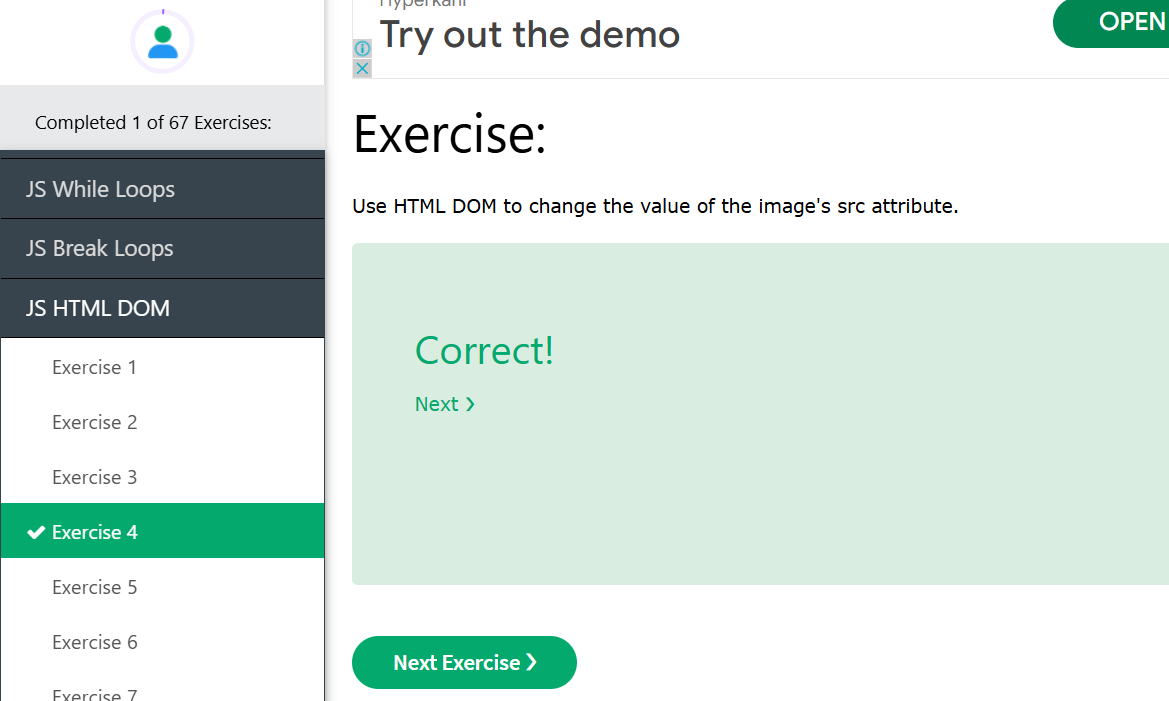 Completed 1 of 67 Exercises:
JS While Loops
JS Break Loops
JS HTML DOM
Exercise 1
Exercise 2
Exercise 3
Exercise 4
Exercise 5
Exercise 6
Exercise 7
Hyperkani
Try out the demo
OPEN
Exercise:
Use HTML DOM to change the value of the image's src attribute.
Correct!
Next ❯
Next Exercise ❯